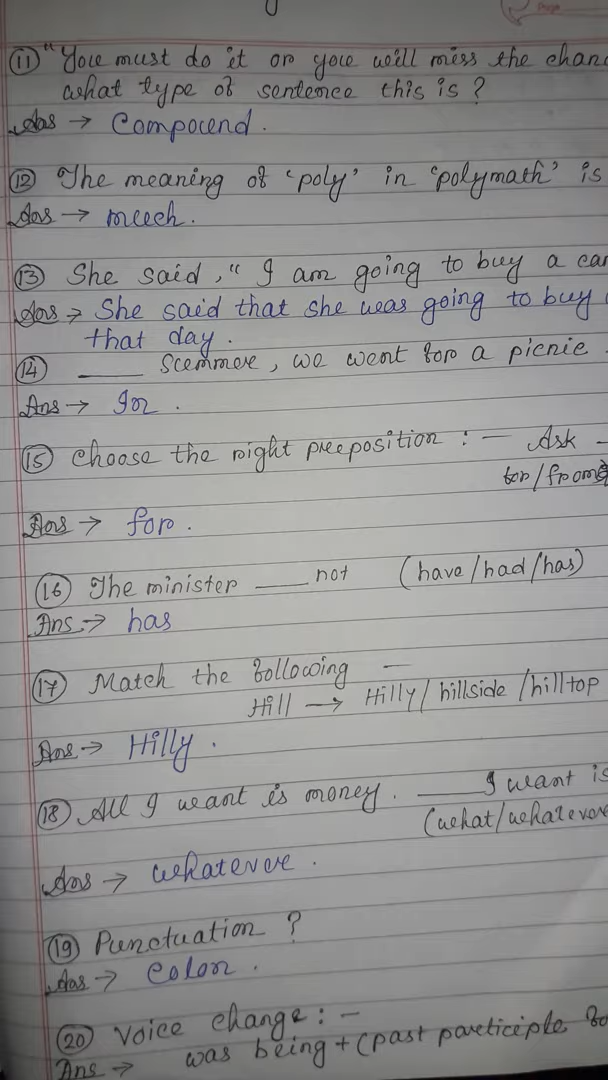 ⑪ "You must do it or you will miss the chanc
what type of sentence this is ?
Ans → Compound.
⑫ The meaning of 'poly' in 'polymath' is
Ans → much.
⑬ She said, " I am going to buy a car
Ans → She said that she was going to buy
that day.
⑭ ____ Summer, we went for a picnic.
Ans → In.
⑮ Choose the right preposition : — Ask —
for/from
Ans → for.
⑯ The minister ____ not (have/had/has)
Ans → has
⑰ Match the following —
Hill → Hilly/hillside/hilltop
Ans → Hilly.
⑱ All I want is money. ____ I want is
(what/whatever
Ans → whatever.
⑲ Punctuation ?
Ans → Colon.
⑳ Voice change : —
Ans → was being + (past participle